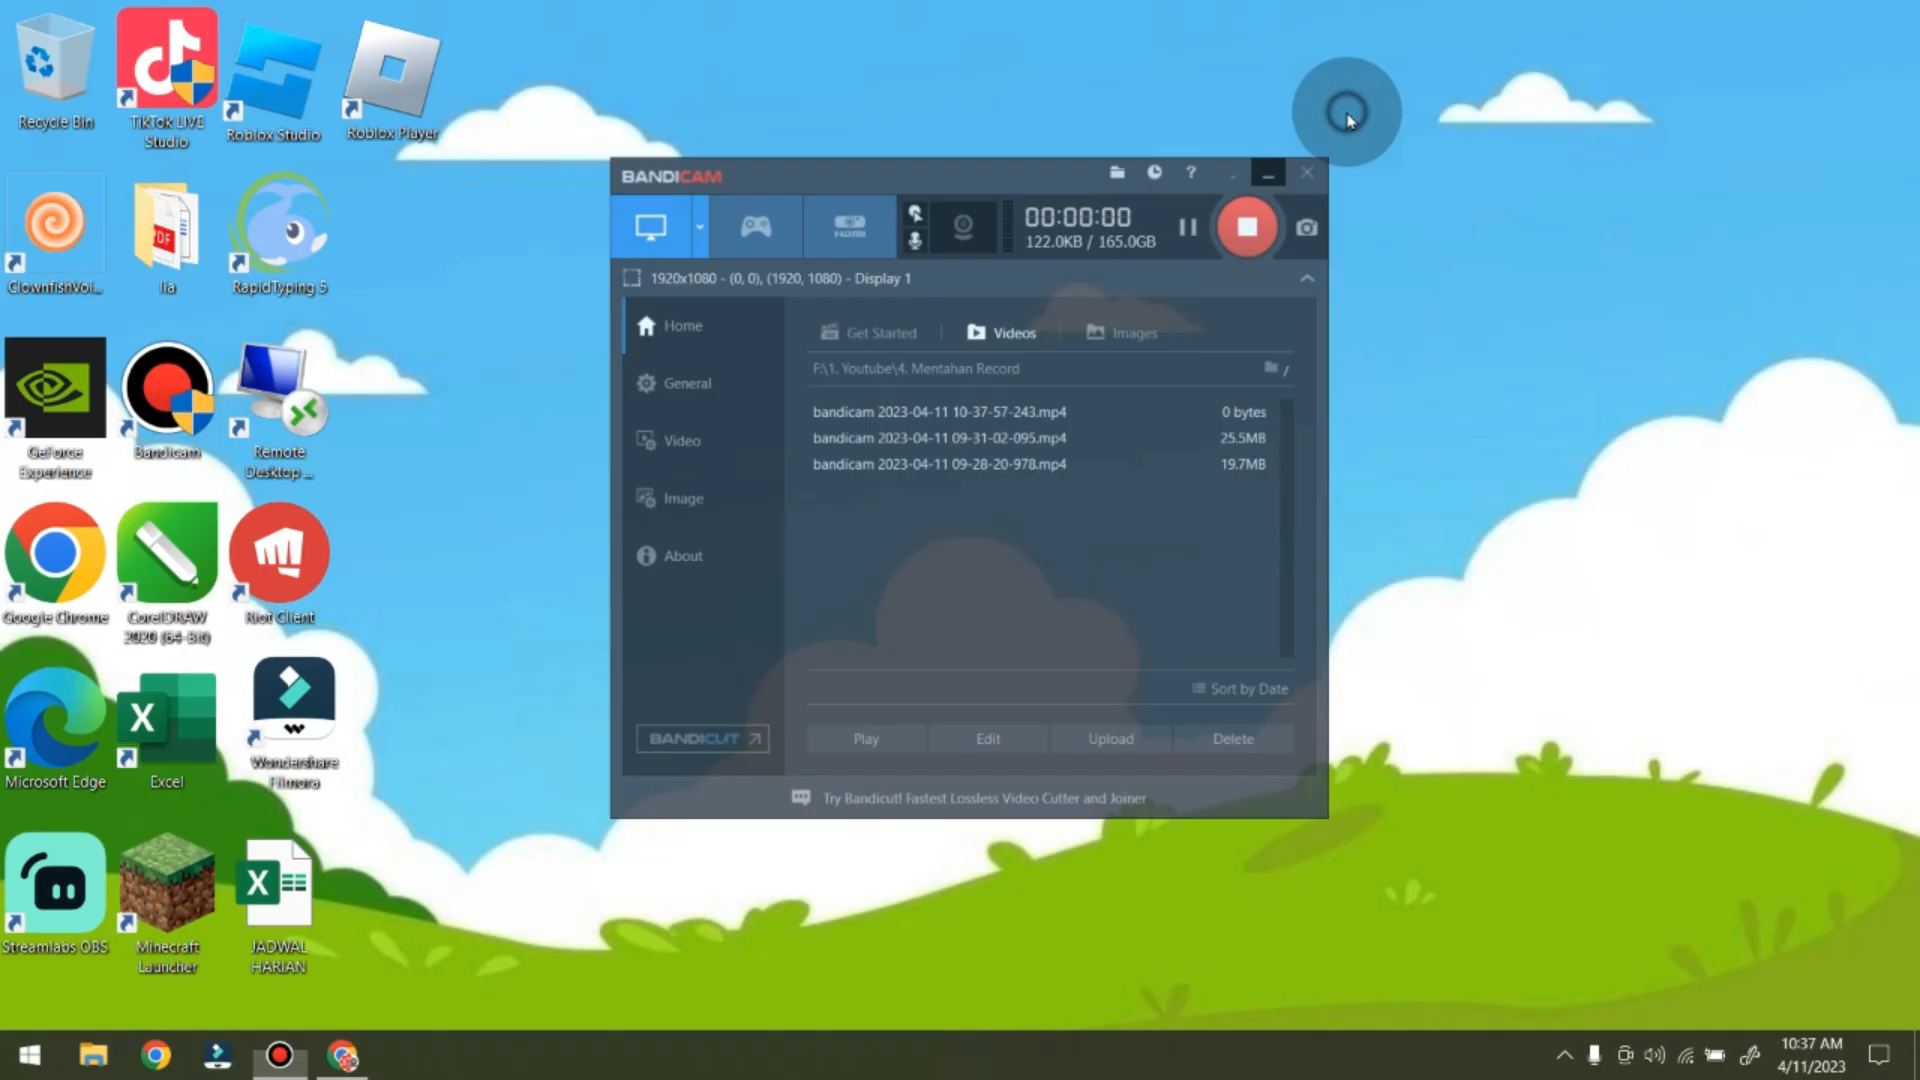 Recycle Bin
TikTok LIVE
Studio
Roblox Studio
Roblox Player
ClownfishVoi...
PDF
lia
RapidTyping 5
GeForce
Experience
Bandicam
Remote
Desktop ...
Google Chrome
CorelDRAW
2020 (64-Bit)
Riot Client
Microsoft Edge
X
Excel
Wondershare
Filmora
Streamlabs OBS
Minecraft
Launcher
X
JADWAL
HARIAN
BANDICAM
?
HDMI
00:00:00
122.0KB / 165.0GB
1920x1080 - (0, 0), (1920, 1080) - Display 1
Home
General
Video
Image
About
BANDICUT
Get Started
Videos
Images
F:\1. Youtube\4. Mentahan Record
/
bandicam 2023-04-11 10-37-57-243.mp4 0 bytes
bandicam 2023-04-11 09-31-02-095.mp4 25.5MB
bandicam 2023-04-11 09-28-20-978.mp4 19.7MB
Sort by Date
Play
Edit
Upload
Delete
Try Bandicut! Fastest Lossless Video Cutter and Joiner
10:37 AM
4/11/2023